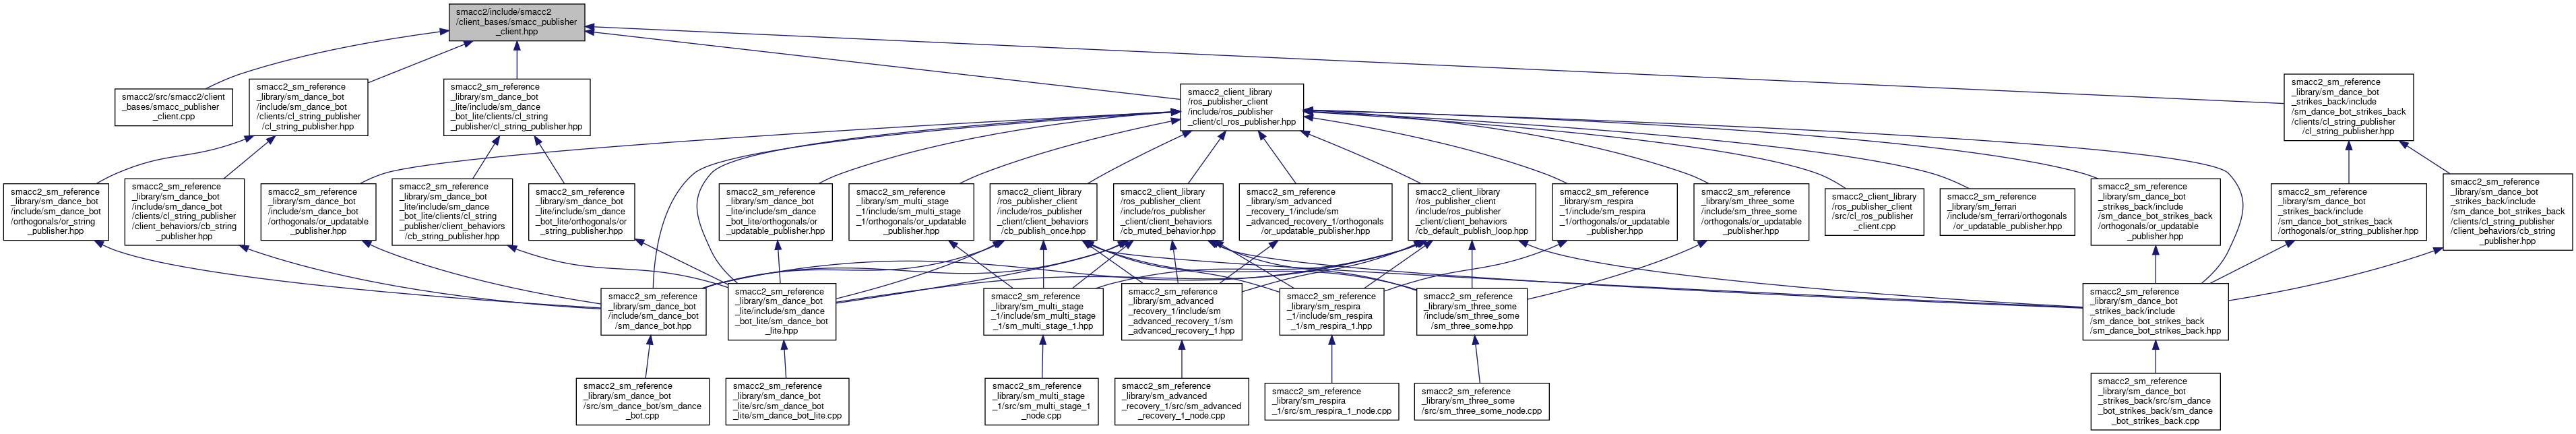 smacc2/include/smacc2
/client_bases/smacc_publisher
_client.hpp
smacc2/src/smacc2/client
_bases/smacc_publisher
_client.cpp
smacc2_sm_reference
_library/sm_dance_bot
/include/sm_dance_bot
/clients/cl_string_publisher
/cl_string_publisher.hpp
smacc2_sm_reference
_library/sm_dance_bot
_lite/include/sm_dance
_bot_lite/clients/cl_string
_publisher/cl_string_publisher.hpp
smacc2_client_library
/ros_publisher_client
/include/ros_publisher
_client/cl_ros_publisher.hpp
smacc2_sm_reference
_library/sm_dance_bot
_strikes_back/include
/sm_dance_bot_strikes_back
/clients/cl_string_publisher
/cl_string_publisher.hpp
smacc2_sm_reference
_library/sm_dance_bot
/include/sm_dance_bot
/orthogonals/or_string
_publisher.hpp
smacc2_sm_reference
_library/sm_dance_bot
/include/sm_dance_bot
/clients/cl_string_publisher
/client_behaviors/cb_string
_publisher.hpp
smacc2_sm_reference
_library/sm_dance_bot
/include/sm_dance_bot
/orthogonals/or_updatable
_publisher.hpp
smacc2_sm_reference
_library/sm_dance_bot
_lite/include/sm_dance
_bot_lite/clients/cl_string
_publisher/client_behaviors
/cb_string_publisher.hpp
smacc2_sm_reference
_library/sm_dance_bot
_lite/include/sm_dance
_bot_lite/orthogonals/or
_string_publisher.hpp
smacc2_sm_reference
_library/sm_dance_bot
_lite/include/sm_dance
_bot_lite/orthogonals/or
_updatable_publisher.hpp
smacc2_sm_reference
_library/sm_multi_stage
_1/include/sm_multi_stage
_1/orthogonals/or_updatable
_publisher.hpp
smacc2_client_library
/ros_publisher_client
/include/ros_publisher
_client/client_behaviors
/cb_publish_once.hpp
smacc2_client_library
/ros_publisher_client
/include/ros_publisher
_client/client_behaviors
/cb_muted_behavior.hpp
smacc2_sm_reference
_library/sm_advanced
_recovery_1/include/sm
_advanced_recovery_1/orthogonals
/or_updatable_publisher.hpp
smacc2_client_library
/ros_publisher_client
/include/ros_publisher
_client/client_behaviors
/cb_default_publish_loop.hpp
smacc2_sm_reference
_library/sm_respira
_1/include/sm_respira
_1/orthogonals/or_updatable
_publisher.hpp
smacc2_sm_reference
_library/sm_three_some
/include/sm_three_some
/orthogonals/or_updatable
_publisher.hpp
smacc2_client_library
/ros_publisher_client
/src/cl_ros_publisher
_client.cpp
smacc2_sm_reference
_library/sm_ferrari
/include/sm_ferrari/orthogonals
/or_updatable_publisher.hpp
smacc2_sm_reference
_library/sm_dance_bot
_strikes_back/include
/sm_dance_bot_strikes_back
/orthogonals/or_updatable
_publisher.hpp
smacc2_sm_reference
_library/sm_dance_bot
_strikes_back/include
/sm_dance_bot_strikes_back
/orthogonals/or_string_publisher.hpp
smacc2_sm_reference
_library/sm_dance_bot
_strikes_back/include
/sm_dance_bot_strikes_back
/clients/cl_string_publisher
/client_behaviors/cb_string
_publisher.hpp
smacc2_sm_reference
_library/sm_dance_bot
/include/sm_dance_bot
/sm_dance_bot.hpp
smacc2_sm_reference
_library/sm_dance_bot
_lite/include/sm_dance
_bot_lite/sm_dance_bot
_lite.hpp
smacc2_sm_reference
_library/sm_multi_stage
_1/include/sm_multi_stage
_1/sm_multi_stage_1.hpp
smacc2_sm_reference
_library/sm_advanced
_recovery_1/include/sm
_advanced_recovery_1/sm
_advanced_recovery_1.hpp
smacc2_sm_reference
_library/sm_respira
_1/include/sm_respira
_1/sm_respira_1.hpp
smacc2_sm_reference
_library/sm_three_some
/include/sm_three_some
/sm_three_some.hpp
smacc2_sm_reference
_library/sm_dance_bot
_strikes_back/include
/sm_dance_bot_strikes_back
/sm_dance_bot_strikes_back.hpp
smacc2_sm_reference
_library/sm_dance_bot
/src/sm_dance_bot/sm_dance
_bot.cpp
smacc2_sm_reference
_library/sm_dance_bot
_lite/src/sm_dance_bot
_lite/sm_dance_bot_lite.cpp
smacc2_sm_reference
_library/sm_multi_stage
_1/src/sm_multi_stage_1
_node.cpp
smacc2_sm_reference
_library/sm_advanced
_recovery_1/src/sm_advanced
_recovery_1_node.cpp
smacc2_sm_reference
_library/sm_respira
_1/src/sm_respira_1_node.cpp
smacc2_sm_reference
_library/sm_three_some
/src/sm_three_some_node.cpp
smacc2_sm_reference
_library/sm_dance_bot
_strikes_back/src/sm_dance
_bot_strikes_back/sm_dance
_bot_strikes_back.cpp